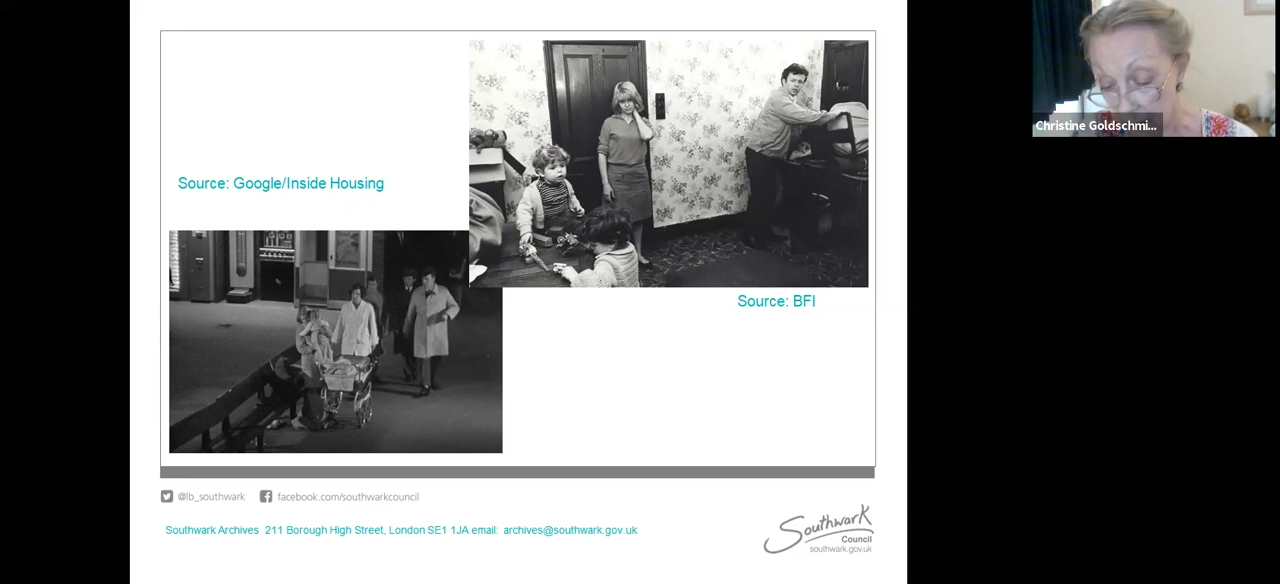 Christine Goldschmi...
Source: Google/Inside Housing
Source: BFI
@lb_southwark
facebook.com/southwarkcouncil
Southwark Archives 211 Borough High Street, London SE1 1JA email: archives@southwark.gov.uk
Southwark
Council
southwark.gov.uk